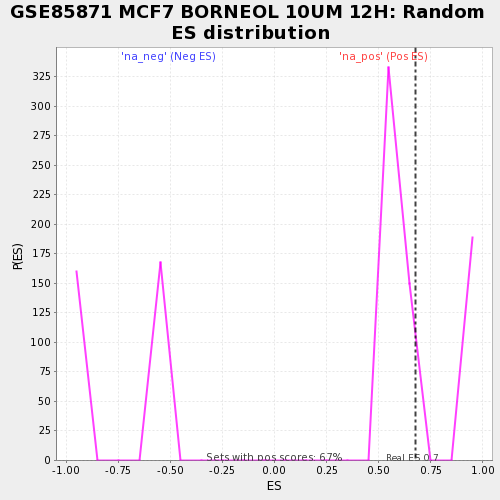 GSE85871 MCF7 BORNEOL 10UM 12H: Random
ES distribution
'na_neg' (Neg ES)
'na_pos' (Pos ES)
325
300
275
250
225
200
175
150
125
100
75
50
25
0
P(ES)
Sets with pos scores: 67%
Real ES 0.7
-1.00
-0.75
-0.50
-0.25
0.00
0.25
0.50
0.75
1.00
ES